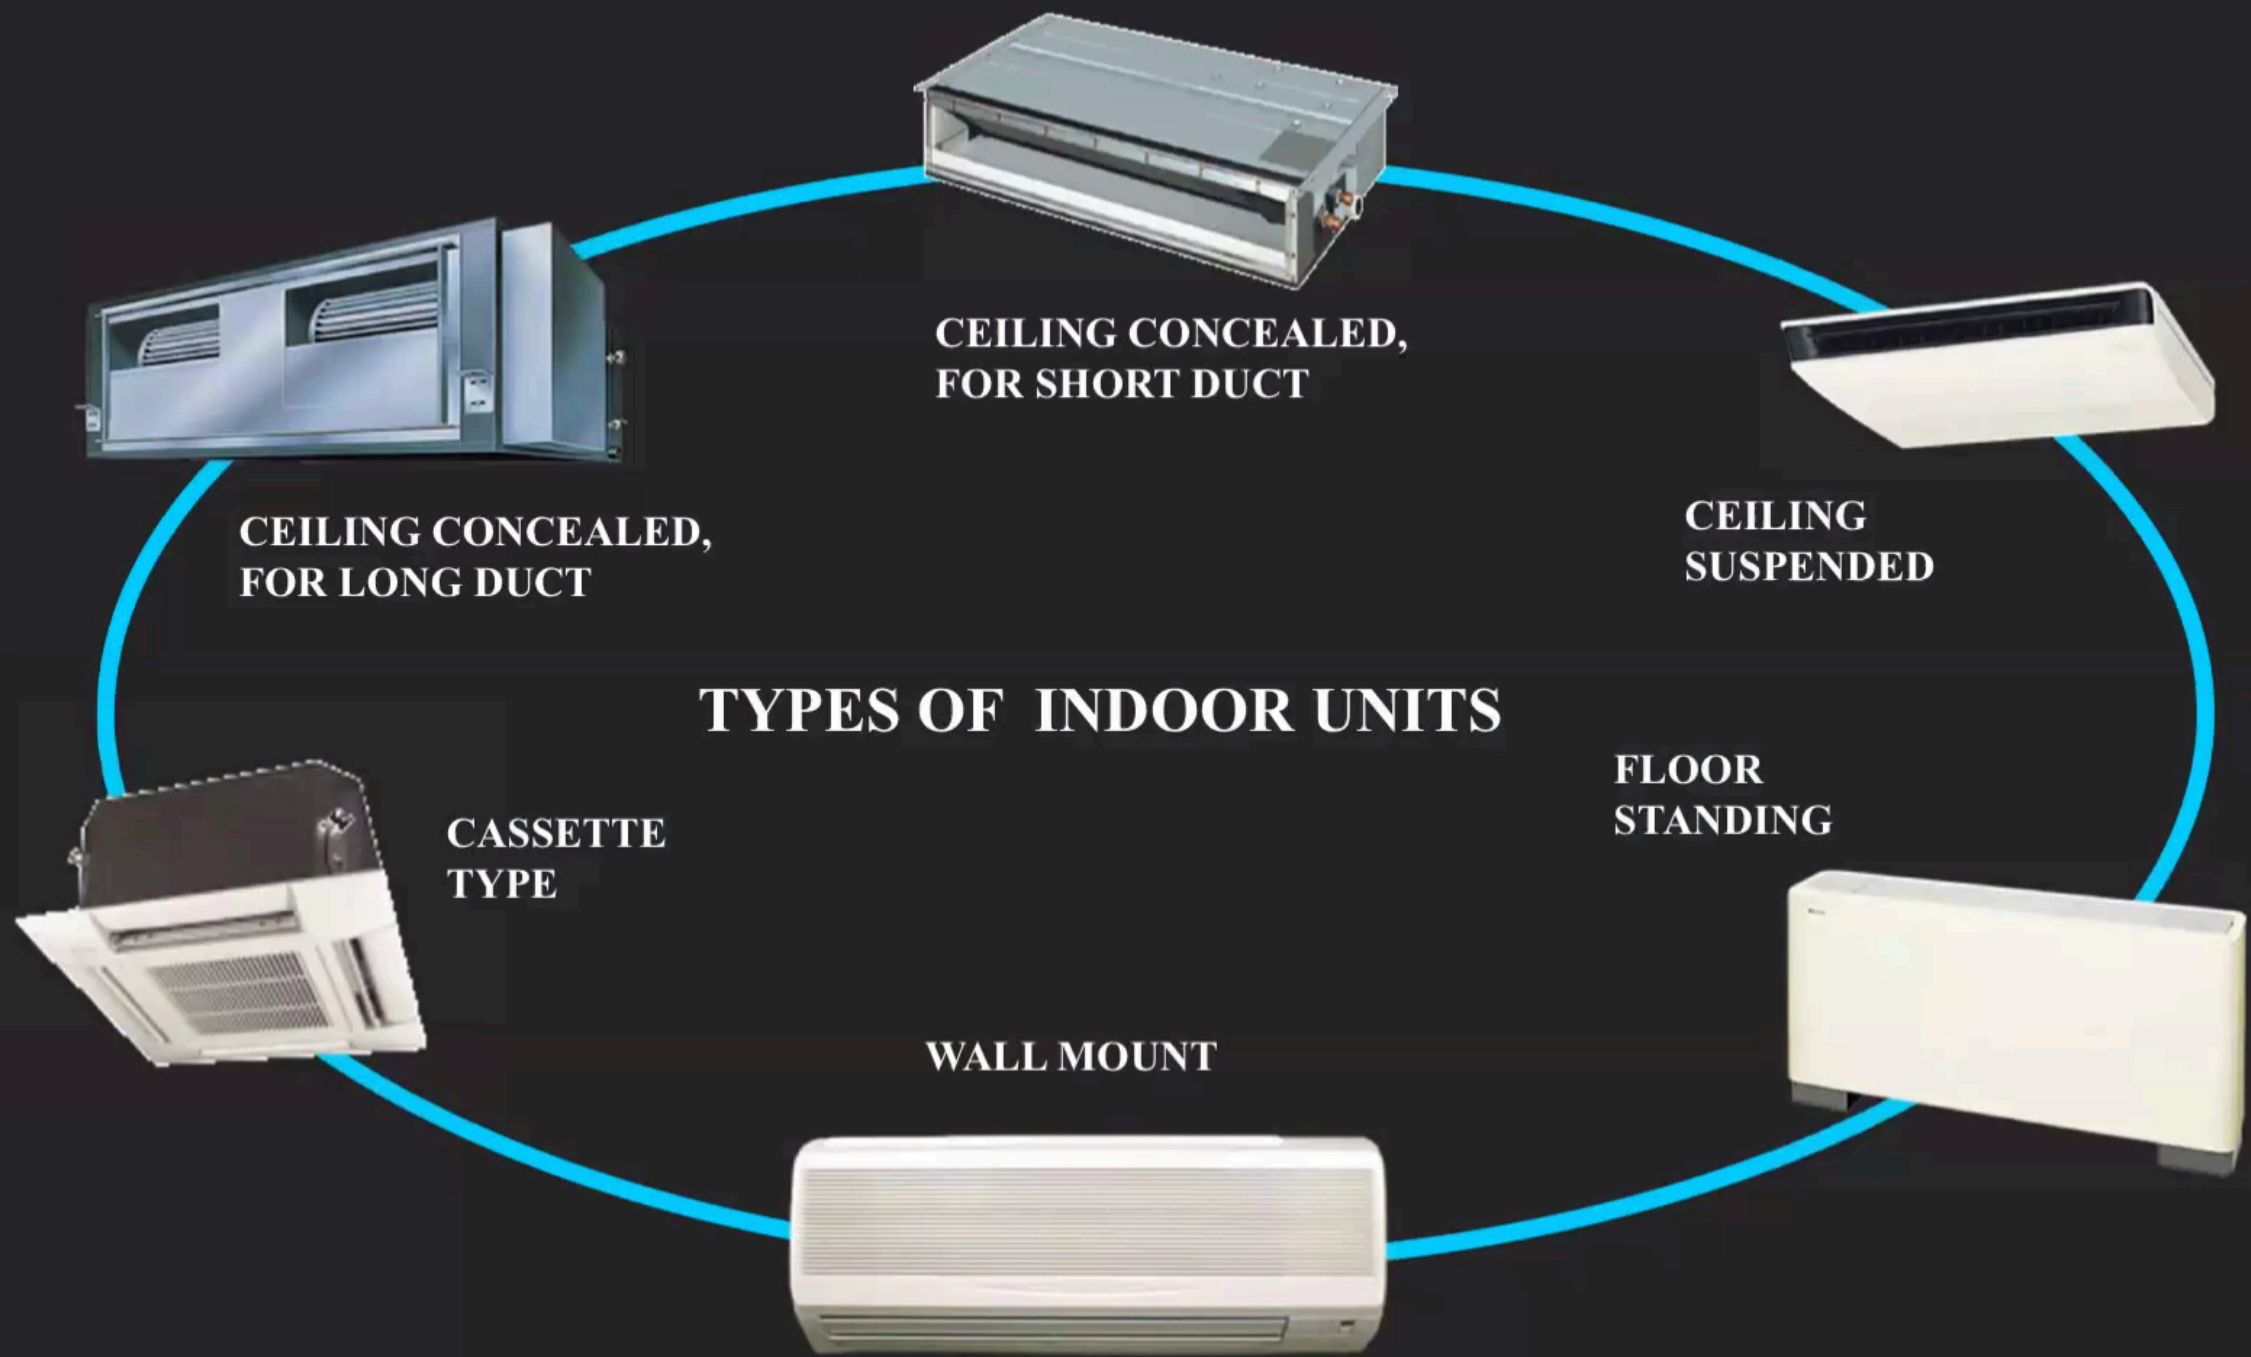 CEILING CONCEALED,
FOR SHORT DUCT
CEILING CONCEALED,
FOR LONG DUCT
CEILING
SUSPENDED
TYPES OF INDOOR UNITS
FLOOR
STANDING
CASSETTE
TYPE
WALL MOUNT